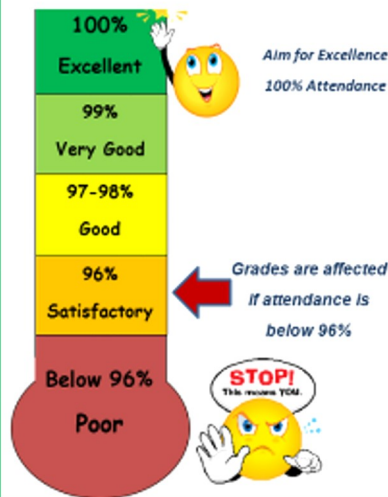 100%
Excellent
Aim for Excellence
100% Attendance
99%
Very Good
97-98%
Good
96%
Satisfactory
Grades are affected
if attendance is
below 96%
Below 96%
Poor
STOP!
This means YOU.